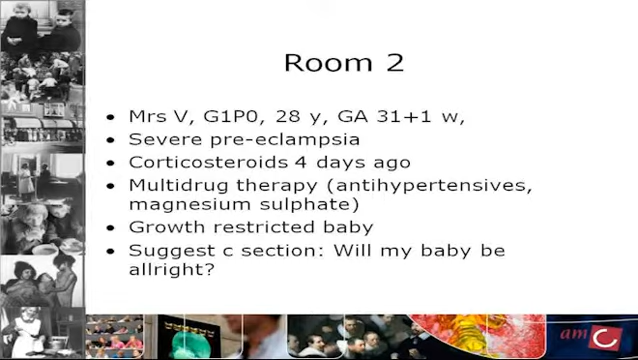 Room 2
• Mrs V, G1P0, 28 y, GA 31+1 w,
• Severe pre-eclampsia
• Corticosteroids 4 days ago
• Multidrug therapy (antihypertensives,
magnesium sulphate)
• Growth restricted baby
• Suggest c section: Will my baby be
allright?
amC